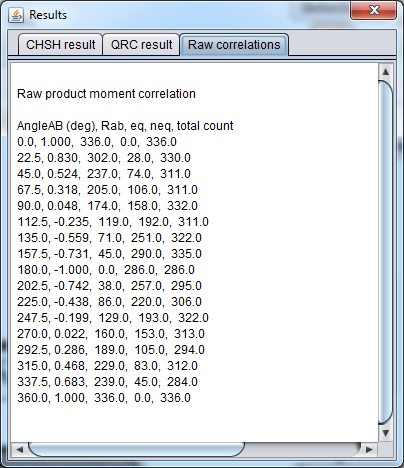 Results
CHSH result QRC result Raw correlations
Raw product moment correlation
AngleAB (deg), Rab, eq, neq, total count
0.0, 1.000, 336.0, 0.0, 336.0
22.5, 0.830, 302.0, 28.0, 330.0
45.0, 0.524, 237.0, 74.0, 311.0
67.5, 0.318, 205.0, 106.0, 311.0
90.0, 0.048, 174.0, 158.0, 332.0
112.5, -0.235, 119.0, 192.0, 311.0
135.0, -0.559, 71.0, 251.0, 322.0
157.5, -0.731, 45.0, 290.0, 335.0
180.0, -1.000, 0.0, 286.0, 286.0
202.5, -0.742, 38.0, 257.0, 295.0
225.0, -0.438, 86.0, 220.0, 306.0
247.5, -0.199, 129.0, 193.0, 322.0
270.0, 0.022, 160.0, 153.0, 313.0
292.5, 0.286, 189.0, 105.0, 294.0
315.0, 0.468, 229.0, 83.0, 312.0
337.5, 0.683, 239.0, 45.0, 284.0
360.0, 1.000, 336.0, 0.0, 336.0